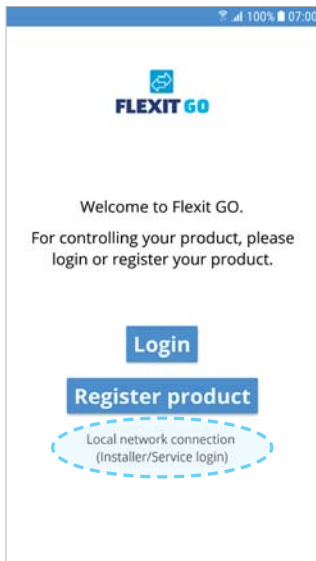 100% 07:00
FLEXIT GO
Welcome to Flexit GO.
For controlling your product, please
login or register your product.
Login
Register product
Local network connection
(Installer/Service login)